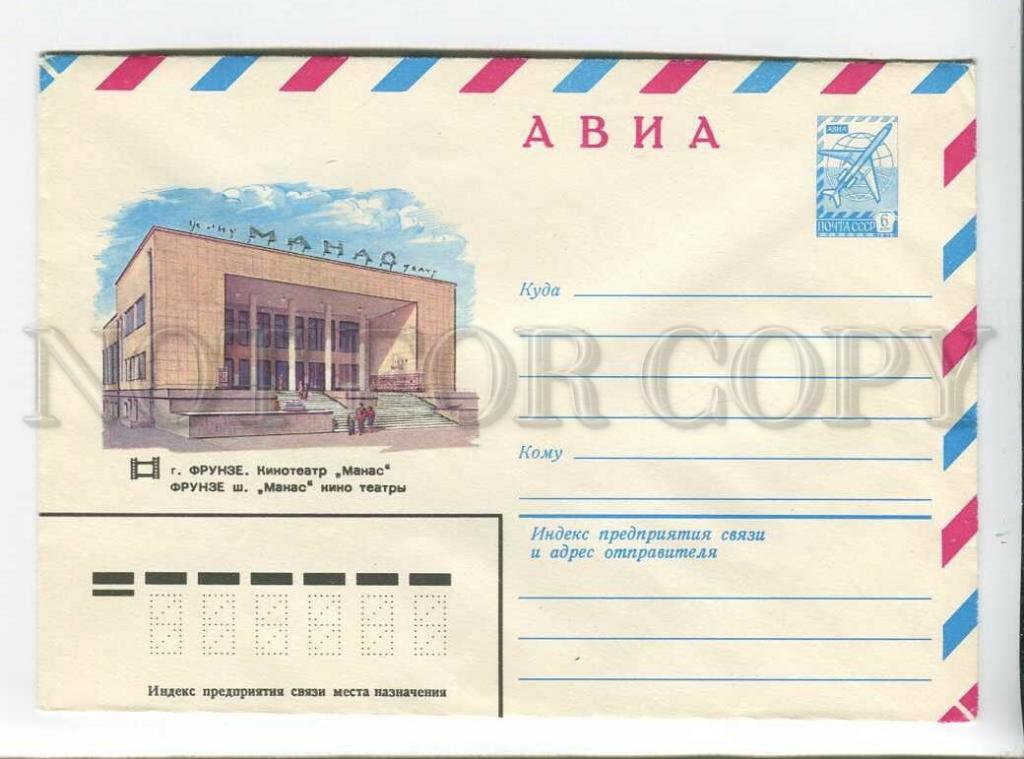 АВИА
АВИА
ПОЧТА СССР 6
МАНАС
театр
г. ФРУНЗЕ. Кинотеатр „Манас“
ФРУНЗЕ ш. „Манас“ кино театры
Куда
Кому
Индекс предприятия связи
и адрес отправителя
Индекс предприятия связи места назначения
NOT FOR COPY